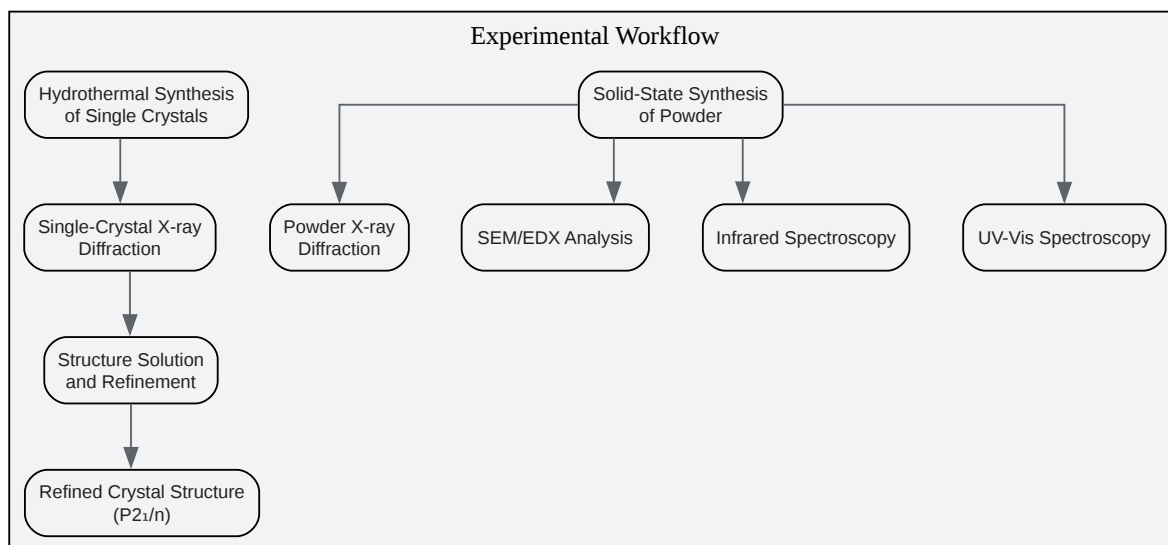 Experimental Workflow
Hydrothermal Synthesis
of Single Crystals
Solid-State Synthesis
of Powder
Single-Crystal X-ray
Diffraction
Powder X-ray
Diffraction
SEM/EDX Analysis
Infrared Spectroscopy
UV-Vis Spectroscopy
Structure Solution
and Refinement
Refined Crystal Structure
(P2₁/n)